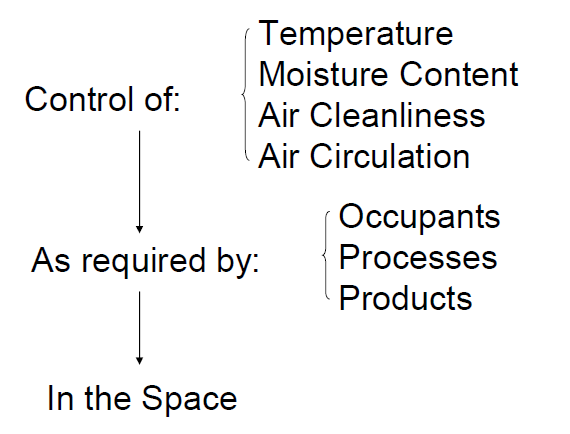 Control of:
Temperature
Moisture Content
Air Cleanliness
Air Circulation
As required by:
Occupants
Processes
Products
In the Space